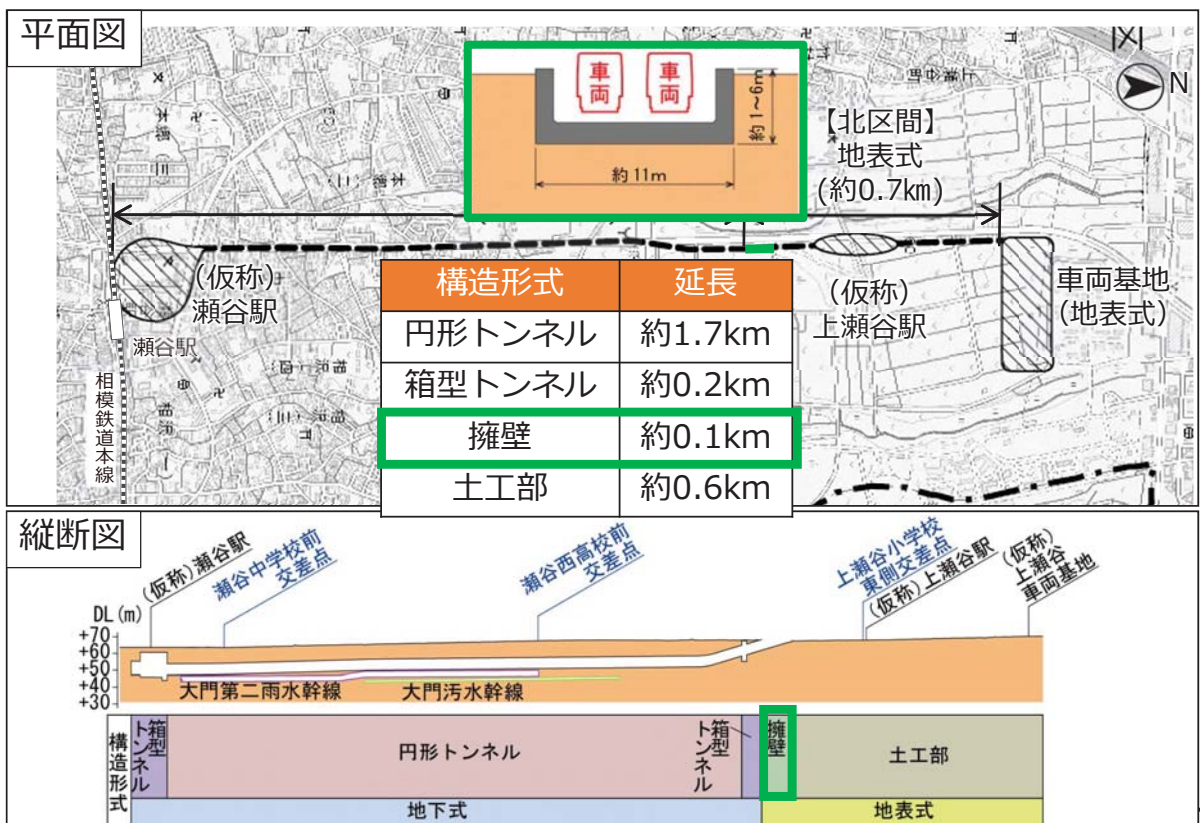 平面図
車両
車両
約1~6m
約11m
N
【北区間】
地表式
(約0.7km)
(仮称)
瀬谷駅
瀬谷駅
相模鉄道本線
(仮称)
上瀬谷駅
車両基地
(地表式)
構造形式 延長
円形トンネル 約1.7km
箱型トンネル 約0.2km
擁壁 約0.1km
土工部 約0.6km
縦断図
(仮称)瀬谷駅
瀬谷中学校前
交差点
瀬谷西高校前
交差点
上瀬谷小学校
東側交差点
(仮称)上瀬谷駅
(仮称)
上瀬谷
車両基地
DL(m)
+70
+60
+50
+40
+30
大門第二雨水幹線
大門汚水幹線
構造形式
箱型トンネル
円形トンネル
箱型トンネル
擁壁
土工部
地下式
地表式